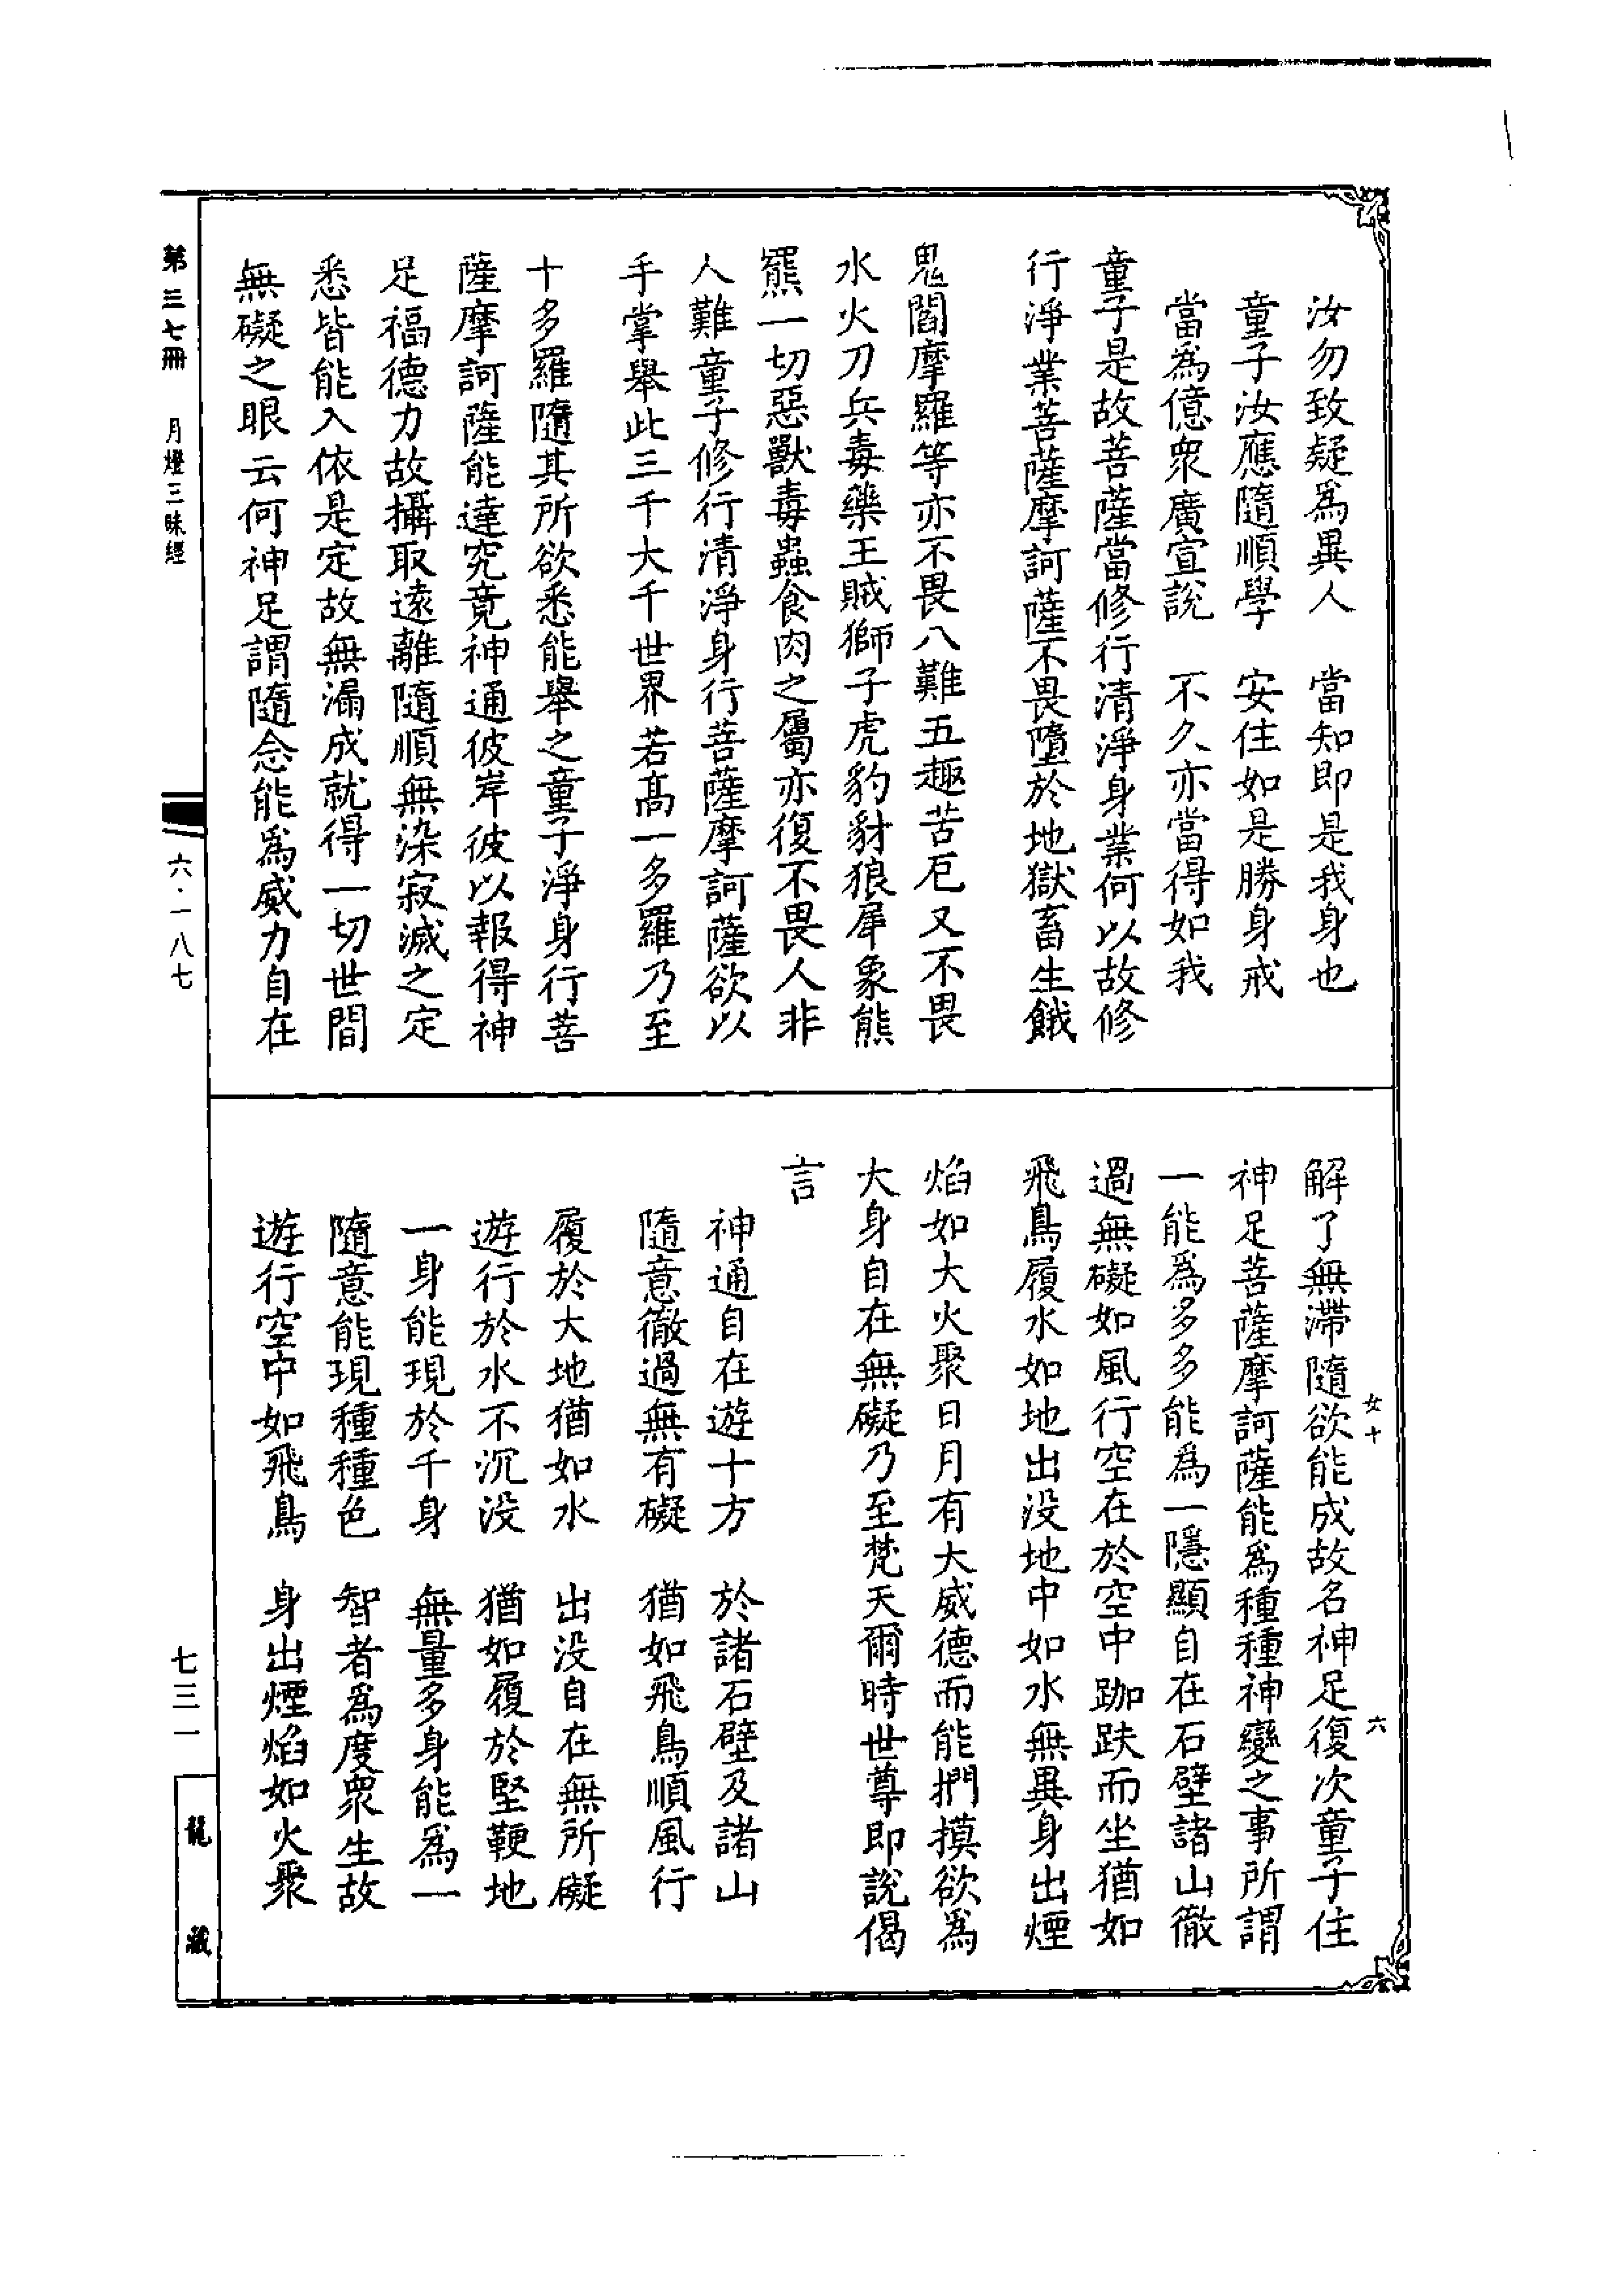 汝勿致疑為異人　當知即是我身也
童子汝應隨順學　安住如是勝身戒
當為億衆廣宣說　不久亦當得如我
童子是故菩薩當修行清淨身業何以故修
行淨業菩薩摩訶薩不畏墮於地獄畜生餓
鬼閻摩羅等亦不畏八難五趣苦厄又不畏
水火刀兵毒藥王賊獅子虎豹豺狼犀象熊
羆一切惡獸毒蟲食肉之屬亦復不畏人非
人難童子修行清淨身行菩薩摩訶薩欲以
手掌舉此三千大千世界若高一多羅乃至
十多羅隨其所欲悉能舉之童子淨身行菩
薩摩訶薩能達究竟神通彼岸彼以報得神
足福德力故攝取遠離隨順無染寂滅之定
悉皆能入依是定故無漏成就得一切世間
無礙之眼云何神足謂隨念能為威力自在
解了無滯隨欲能成故名神足復次童子住
神足菩薩摩訶薩能為種種神變之事所謂
一能為多多能為一隱顯自在石壁諸山徹
過無礙如風行空在於空中跏趺而坐猶如
飛鳥履水如地出没地中如水無異身出煙
焰如大火聚日月有大威德而能捫摸欲為
大身自在無礙乃至梵天爾時世尊即說偈
言
神通自在遊十方　於諸石壁及諸山
隨意徹過無有礙　猶如飛鳥順風行
履於大地猶如水　出没自在無所礙
遊行於水不沉没　猶如履於堅鞕地
一身能現於千身　無量多身能為一
隨意能現種種色　智者為度衆生故
遊行空中如飛鳥　身出煙焰如火聚
女十
六
第三七冊
月燈三昧經
六·一八七
七三一
龍藏